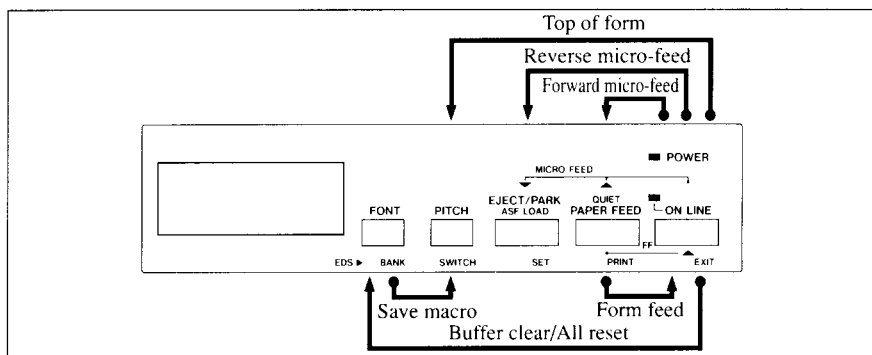 Top of form
Reverse micro-feed
Forward micro-feed
POWER
MICRO FEED
EJECT/PARK QUIET
FONT PITCH ASF LOAD PAPER FEED ON LINE
FF
EDS BANK SWITCH SET PRINT EXIT
Save macro Form feed
Buffer clear/All reset